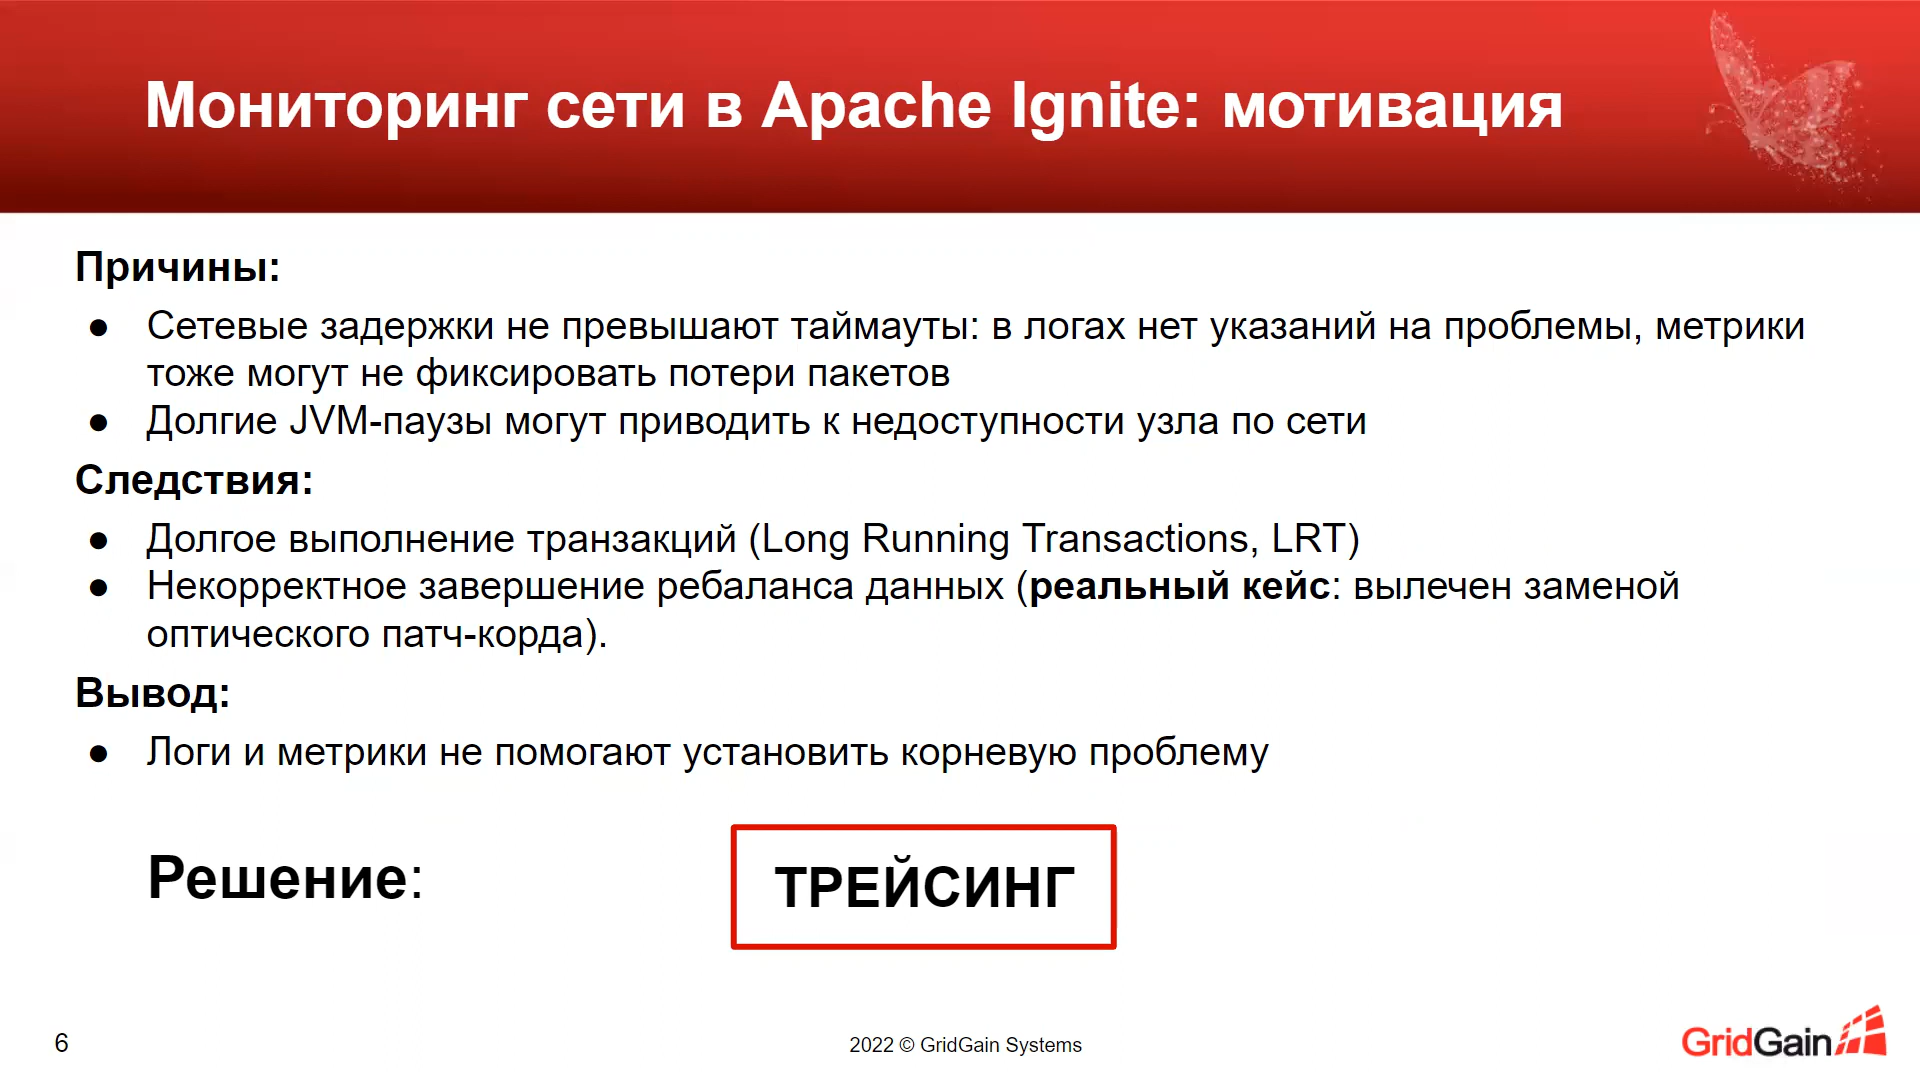 Мониторинг сети в Apache Ignite: мотивация
Причины:
● Сетевые задержки не превышают таймауты: в логах нет указаний на проблемы, метрики
тоже могут не фиксировать потери пакетов
● Долгие JVM-паузы могут приводить к недоступности узла по сети
Следствия:
● Долгое выполнение транзакций (Long Running Transactions, LRT)
● Некорректное завершение ребаланса данных (реальный кейс: вылечен заменой
оптического патч-корда).
Вывод:
● Логи и метрики не помогают установить корневую проблему
Решение:
ТРЕЙСИНГ
6
2022 © GridGain Systems
GridGain